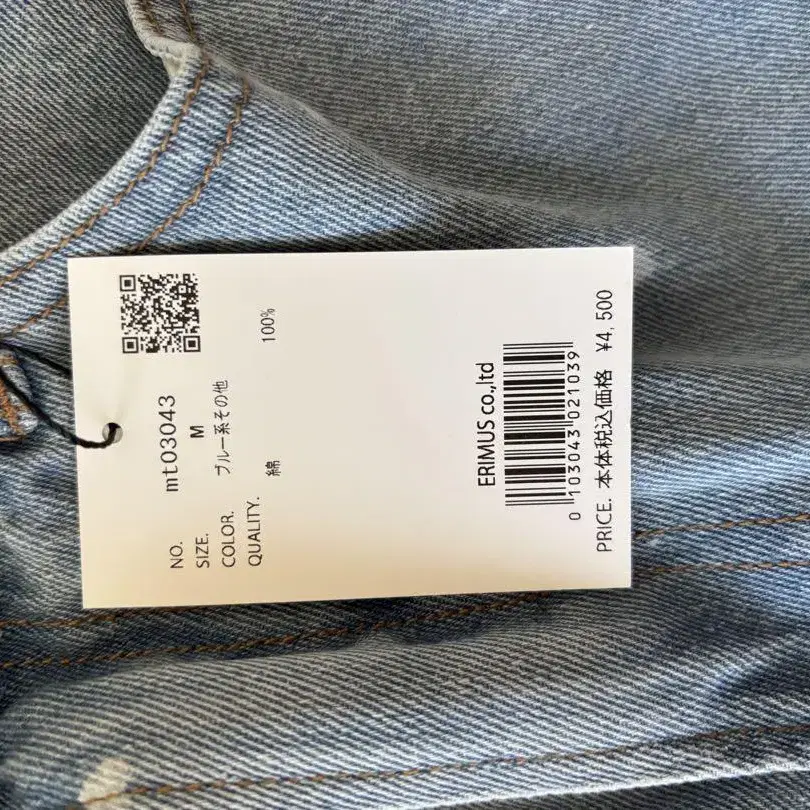 NO. mt03043
SIZE. M
COLOR. ブルー系その他
QUALITY.
綿 100%
ERIMUS co.,ltd
0 103043 021039
PRICE. 本体税込価格 ¥4,500